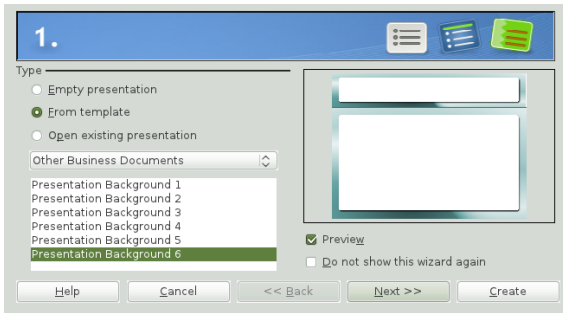 1.
Type
Empty presentation
From template
Open existing presentation
Other Business Documents
Presentation Background 1
Presentation Background 2
Presentation Background 3
Presentation Background 4
Presentation Background 5
Presentation Background 6
Preview
Do not show this wizard again
Help Cancel << Back Next >> Create